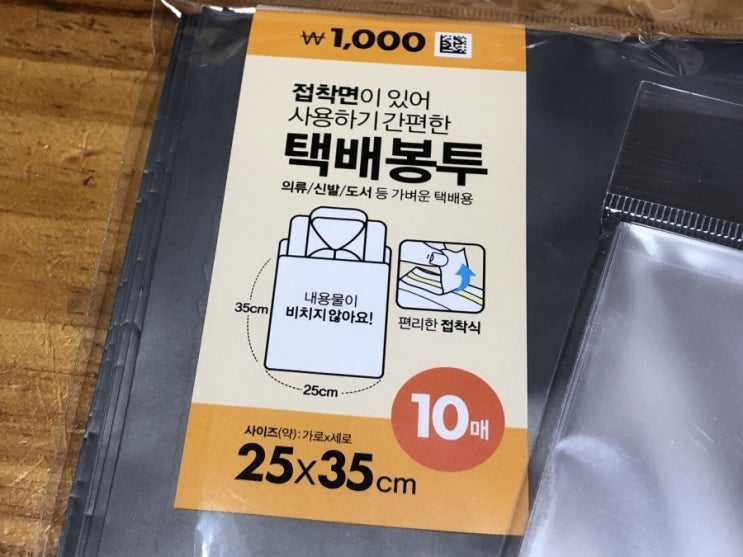 ₩1,000
접착면이 있어
사용하기 간편한
택배봉투
의류/신발/도서 등 가벼운 택배용
내용물이
비치지 않아요!
35cm
25cm
편리한 접착식
10매
사이즈(약) : 가로x세로
25x35cm